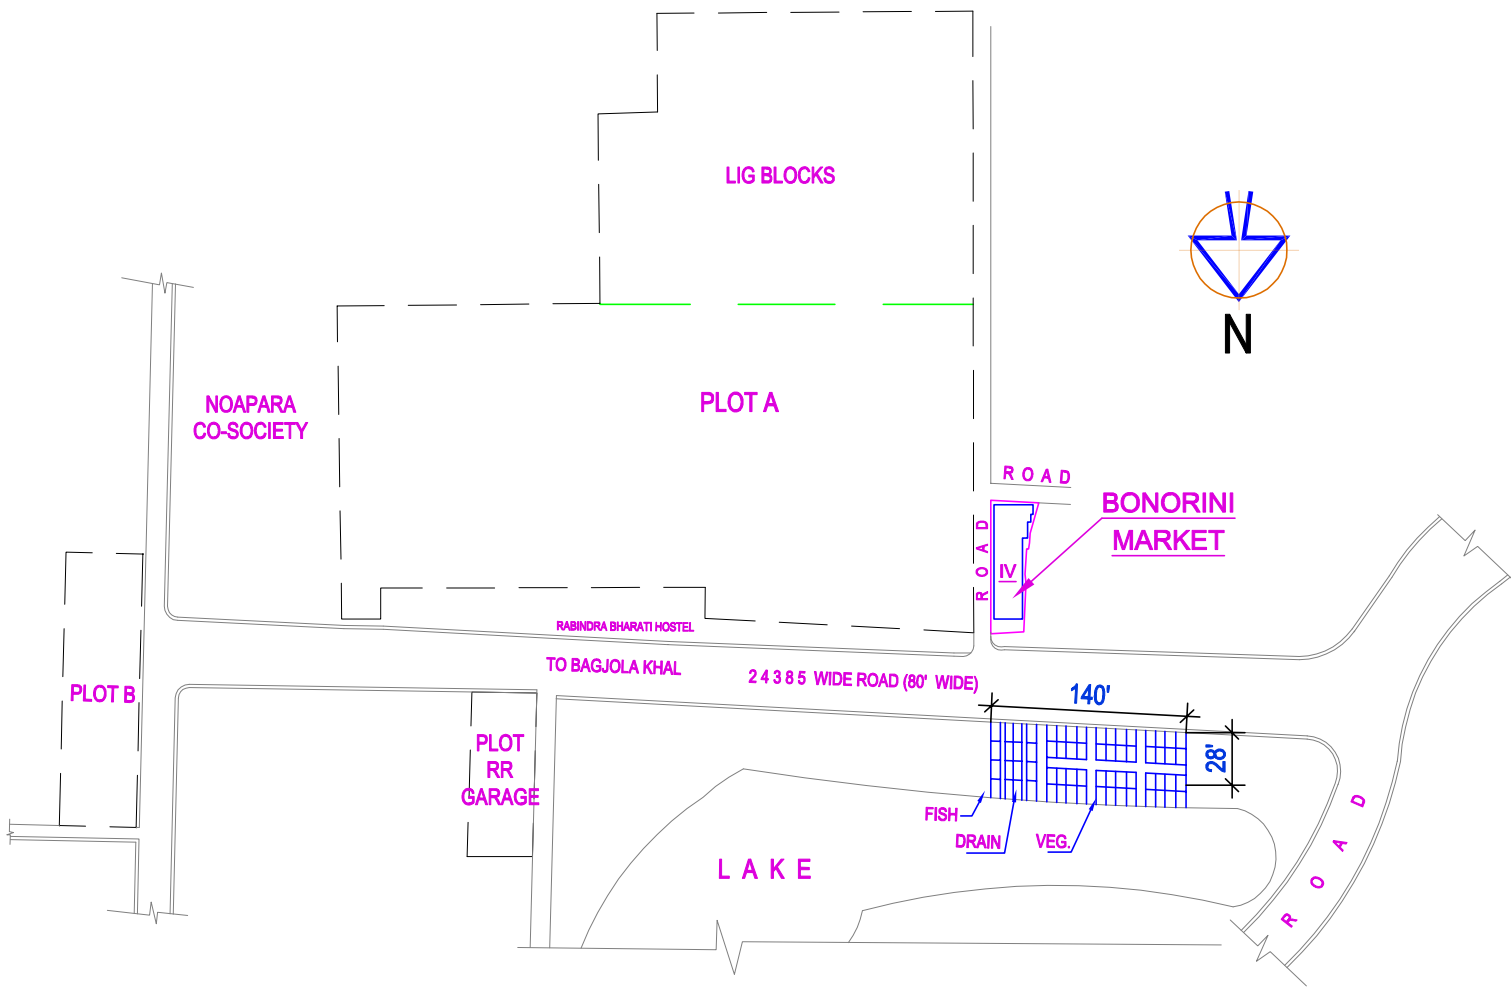 LIG BLOCKS
N
NOAPARA
CO-SOCIETY
PLOT A
ROAD
BONORINI
MARKET
ROAD
IV
RABINDRA BHARATI HOSTEL
TO BAGJOLA KHAL
24385 WIDE ROAD (80' WIDE)
PLOT B
140'
PLOT
RR
GARAGE
28'
FISH
DRAIN
VEG.
LAKE
ROAD